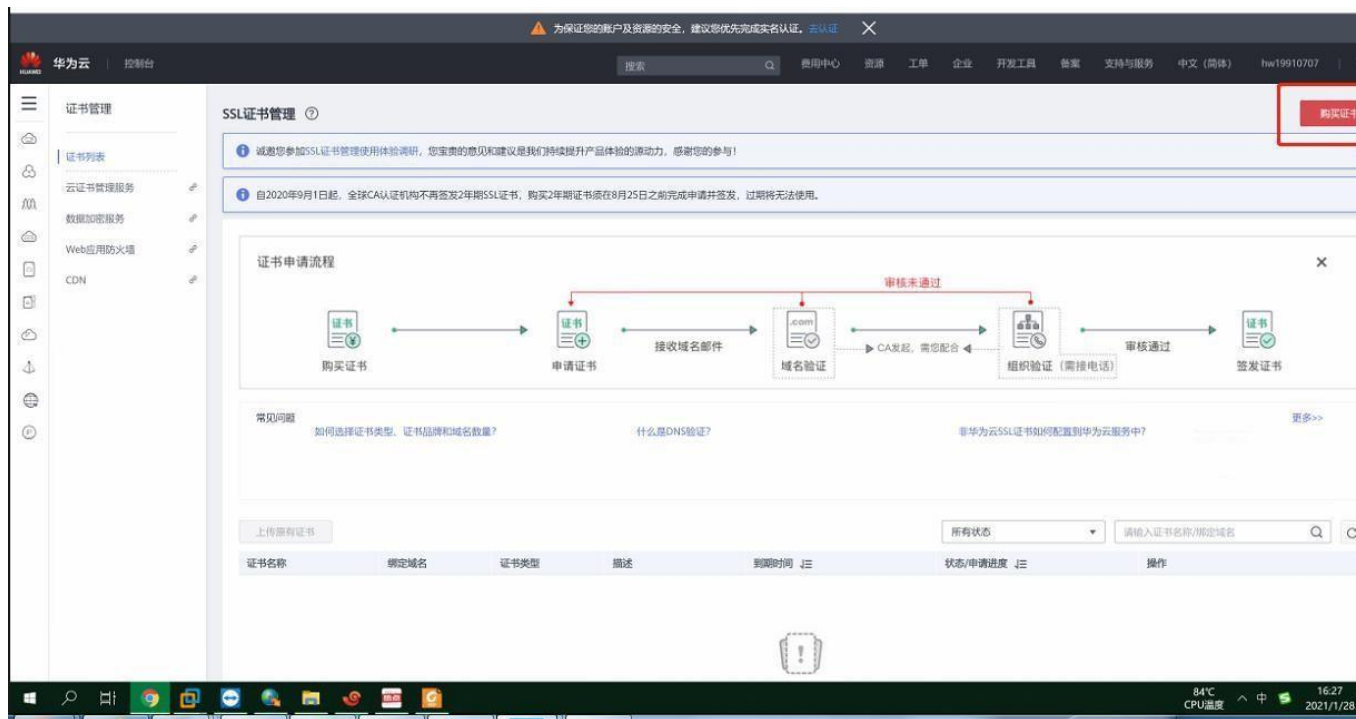 为保证您的账户及资源的安全，建议您优先完成实名认证。去认证
HUAWEI 华为云 控制台 搜索 费用中心 资源 工单 企业 开发工具 备案 支持与服务 中文 (简体) hw19910707
证书管理
证书列表
云证书管理服务
数据加密服务
Web应用防火墙
CDN
SSL证书管理
购买证书
诚邀您参加SSL证书管理使用体验调研，您宝贵的意见和建议是我们持续提升产品体验的源动力，感谢您的参与！
自2020年9月1日起，全球CA认证机构不再签发2年期SSL证书，购买2年期证书须在8月25日之前完成申请并签发，过期将无法使用。
证书申请流程
审核未通过
证书
证书
.com
证书
接收域名邮件
CA发起，需您配合
审核通过
购买证书
申请证书
域名验证
组织验证（需接电话）
签发证书
常见问题
更多>>
如何选择证书类型、证书品牌和域名数量？
什么是DNS验证？
非华为云SSL证书如何配置到华为云服务中？
上传原有证书
所有状态
请输入证书名称/绑定域名
证书名称 绑定域名 证书类型 描述 到期时间 状态/申请进度 操作
84℃
CPU温度
中
16:27
2021/1/28